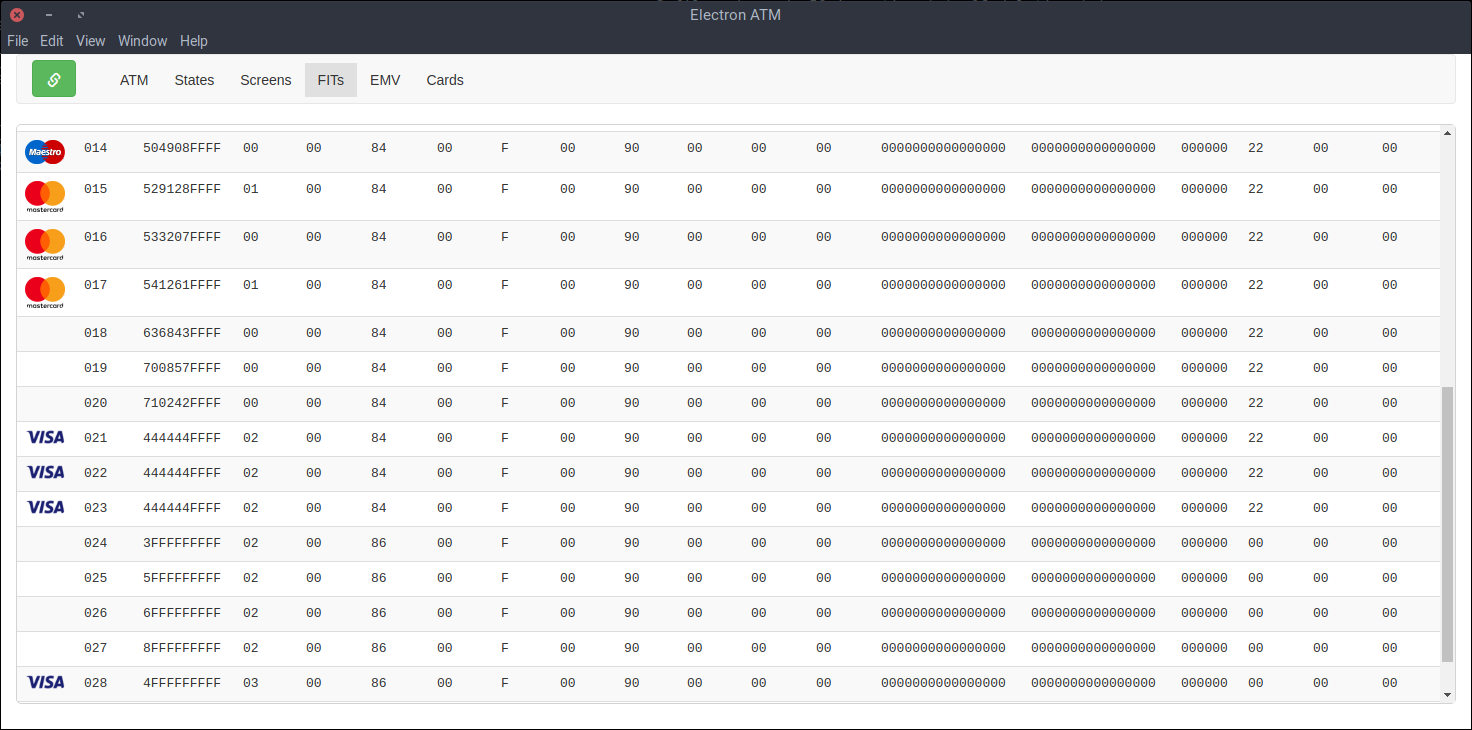 Electron ATM
File Edit View Window Help
ATM States Screens FITs EMV Cards
Maestro 014 504908FFFF 00 00 84 00 F 00 90 00 00 00 0000000000000000 0000000000000000 000000 22 00 00
015 529128FFFF 01 00 84 00 F 00 90 00 00 00 0000000000000000 0000000000000000 000000 22 00 00
mastercard
016 533207FFFF 00 00 84 00 F 00 90 00 00 00 0000000000000000 0000000000000000 000000 22 00 00
mastercard
017 541261FFFF 01 00 84 00 F 00 90 00 00 00 0000000000000000 0000000000000000 000000 22 00 00
mastercard
018 636843FFFF 00 00 84 00 F 00 90 00 00 00 0000000000000000 0000000000000000 000000 22 00 00
019 700857FFFF 00 00 84 00 F 00 90 00 00 00 0000000000000000 0000000000000000 000000 22 00 00
020 710242FFFF 00 00 84 00 F 00 90 00 00 00 0000000000000000 0000000000000000 000000 22 00 00
VISA 021 444444FFFF 02 00 84 00 F 00 90 00 00 00 0000000000000000 0000000000000000 000000 22 00 00
VISA 022 444444FFFF 02 00 84 00 F 00 90 00 00 00 0000000000000000 0000000000000000 000000 22 00 00
VISA 023 444444FFFF 02 00 84 00 F 00 90 00 00 00 0000000000000000 0000000000000000 000000 22 00 00
024 3FFFFFFFFF 02 00 86 00 F 00 90 00 00 00 0000000000000000 0000000000000000 000000 00 00 00
025 5FFFFFFFFF 02 00 86 00 F 00 90 00 00 00 0000000000000000 0000000000000000 000000 00 00 00
026 6FFFFFFFFF 02 00 86 00 F 00 90 00 00 00 0000000000000000 0000000000000000 000000 00 00 00
027 8FFFFFFFFF 02 00 86 00 F 00 90 00 00 00 0000000000000000 0000000000000000 000000 00 00 00
VISA 028 4FFFFFFFFF 03 00 86 00 F 00 90 00 00 00 0000000000000000 0000000000000000 000000 00 00 00